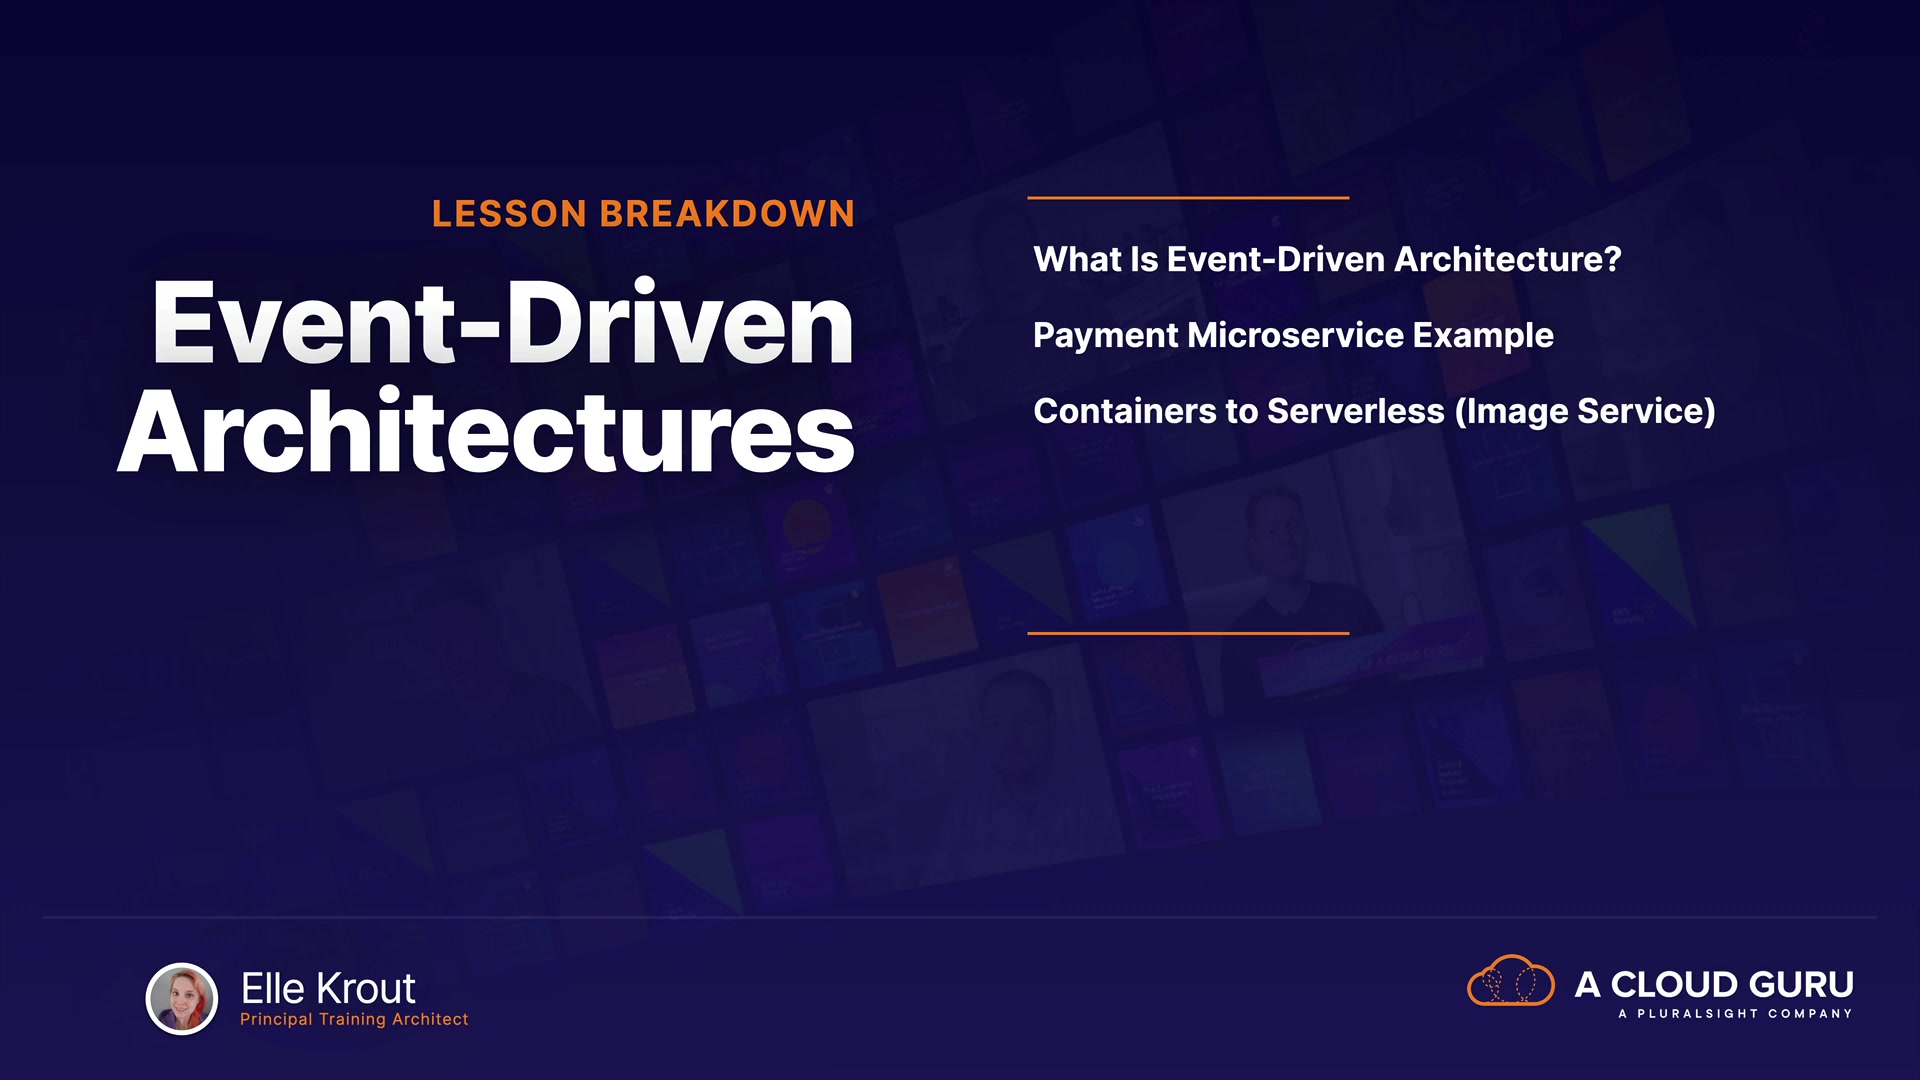 LESSON BREAKDOWN
Event-Driven
Architectures
What Is Event-Driven Architecture?
Payment Microservice Example
Containers to Serverless (Image Service)
Elle Krout
Principal Training Architect
A CLOUD GURU
A PLURALSIGHT COMPANY